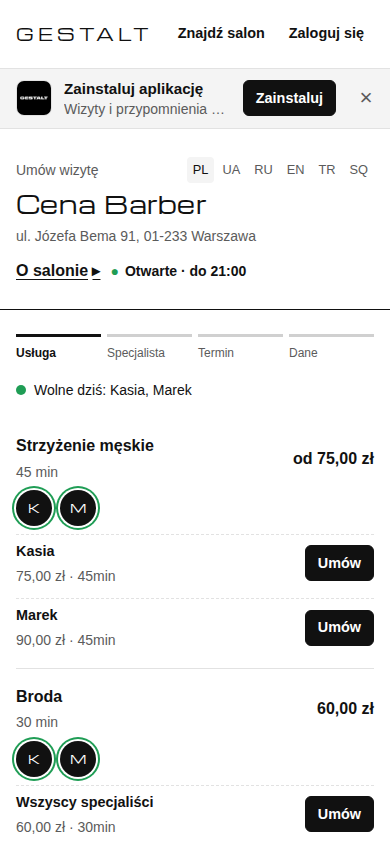 GESTALT
Znajdź salon
Zaloguj się
GESTALT
Zainstaluj aplikację
Wizyty i przypomnienia …
Zainstaluj
×
Umów wizytę
PL UA RU EN TR SQ
Cena Barber
ul. Józefa Bema 91, 01-233 Warszawa
O salonie ▸
Otwarte · do 21:00
Usługa
Specjalista
Termin
Dane
Wolne dziś: Kasia, Marek
Strzyżenie męskie
45 min
od 75,00 zł
K M
Kasia
75,00 zł · 45min
Umów
Marek
90,00 zł · 45min
Umów
Broda
30 min
60,00 zł
K M
Wszyscy specjaliści
60,00 zł · 30min
Umów